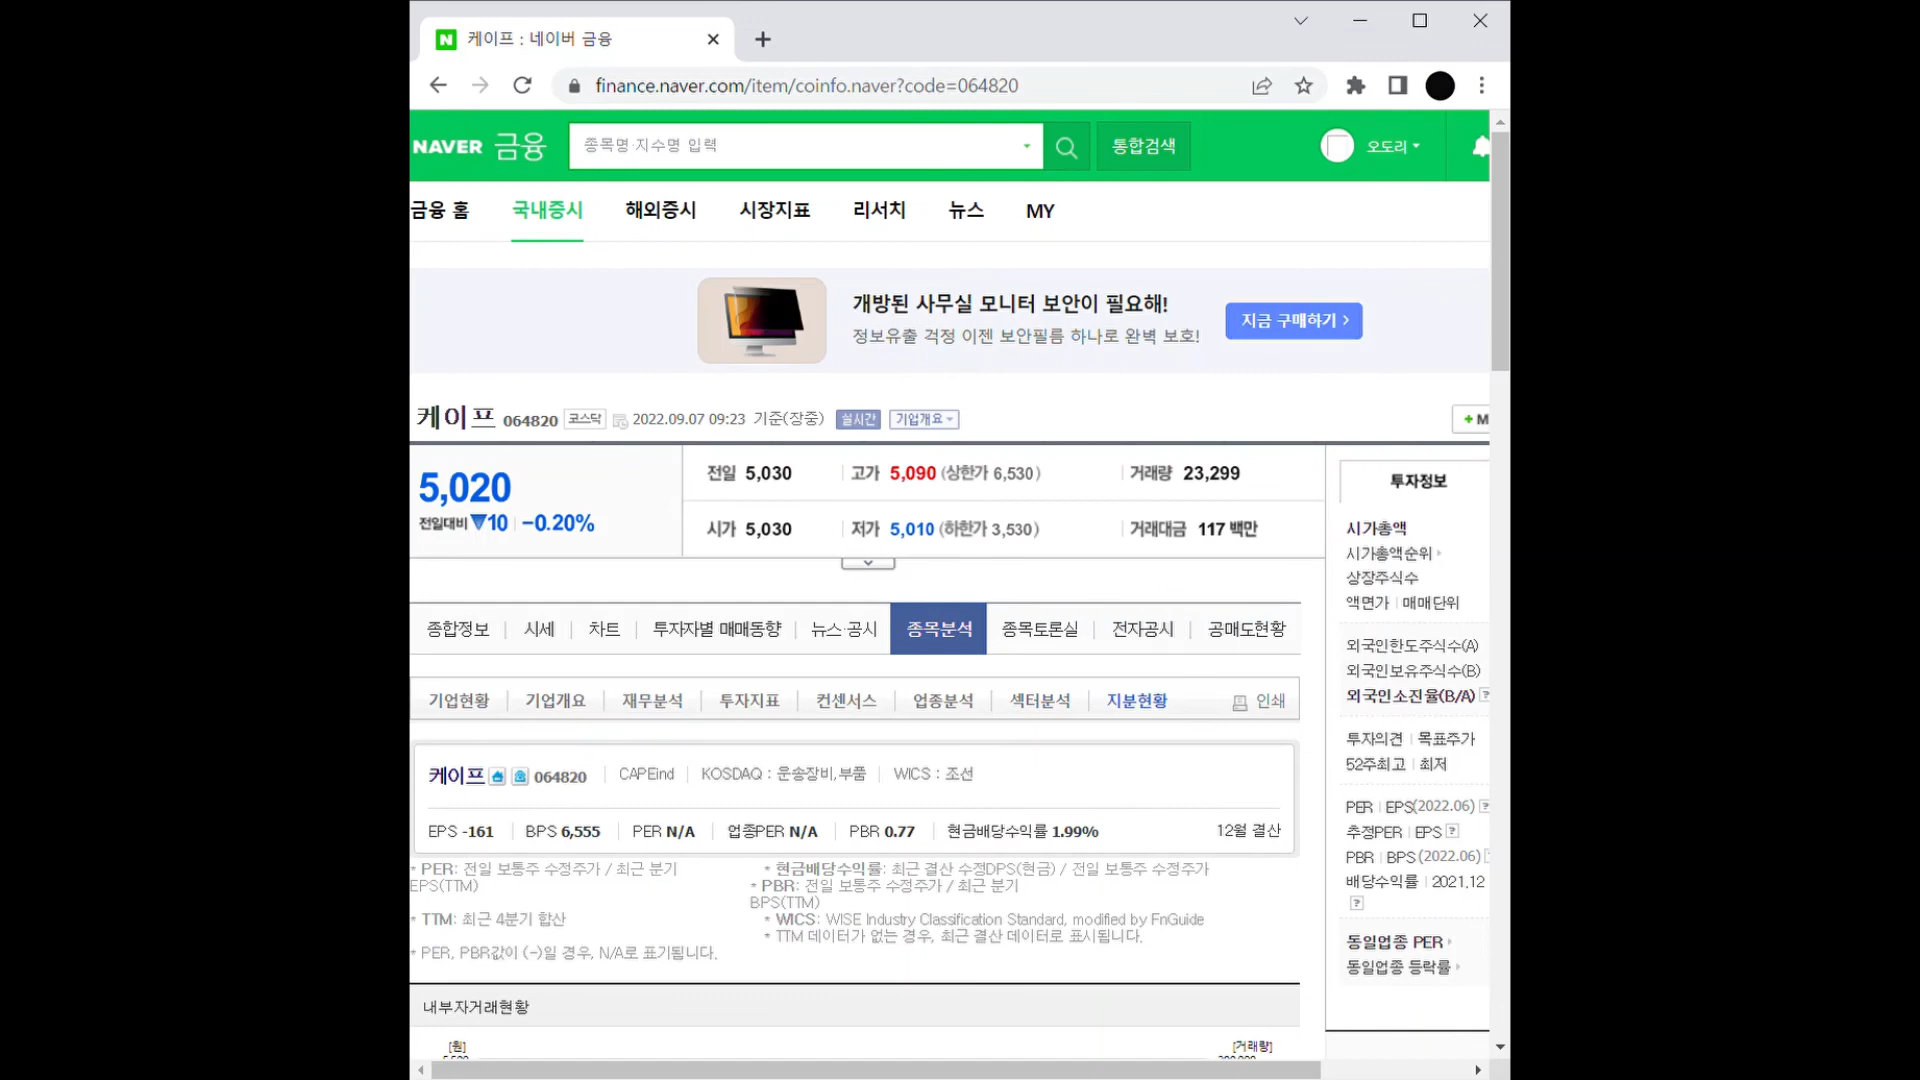 케이프 : 네이버 금융
finance.naver.com/item/coinfo.naver?code=064820
NAVER 금융
종목명·지수명 입력
통합검색
오토리
금융 홈 국내증시 해외증시 시장지표 리서치 뉴스 MY
개방된 사무실 모니터 보안이 필요해!
정보유출 걱정 이젠 보안필름 하나로 완벽 보호!
지금 구매하기 >
케이프 064820 코스닥 2022.09.07 09:23 기준(장중) 실시간 기업개요
+ M
5,020
전일대비 ▼10 -0.20%
전일 5,030 고가 5,090 (상한가 6,530) 거래량 23,299
시가 5,030 저가 5,010 (하한가 3,530) 거래대금 117 백만
종합정보 시세 차트 투자자별 매매동향 뉴스·공시 종목분석 종목토론실 전자공시 공매도현황
기업현황 기업개요 재무분석 투자지표 컨센서스 업종분석 섹터분석 지분현황 인쇄
케이프 064820 CAPEind KOSDAQ : 운송장비,부품 WICS : 조선
EPS -161 BPS 6,555 PER N/A 업종PER N/A PBR 0.77 현금배당수익률 1.99% 12월 결산
* PER: 전일 보통주 수정주가 / 최근 분기
EPS(TTM)
* TTM: 최근 4분기 합산
* PER, PBR값이 (-)일 경우, N/A로 표기됩니다.
* 현금배당수익률: 최근 결산 수정DPS(현금) / 전일 보통주 수정주가
* PBR: 전일 보통주 수정주가 / 최근 분기
BPS(TTM)
* WICS: WISE Industry Classification Standard, modified by FnGuide
* TTM 데이터가 없는 경우, 최근 결산 데이터로 표시됩니다.
내부자거래현황
[원] [거래량]
투자정보
시가총액
시가총액순위
상장주식수
액면가 매매단위
외국인한도주식수(A)
외국인보유주식수(B)
외국인소진율(B/A) ?
투자의견 목표주가
52주최고 최저
PER EPS(2022.06) ?
추정PER EPS ?
PBR BPS (2022.06)
배당수익률 2021.12
?
동일업종 PER
동일업종 등락률